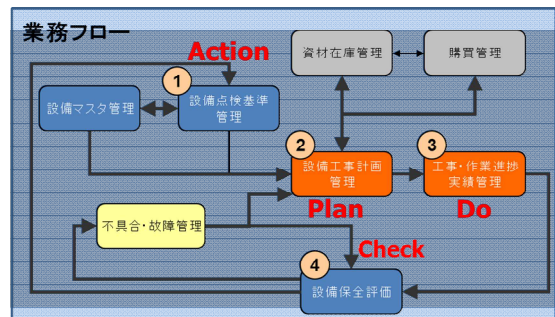 業務フロー
Action
資材在庫管理
購買管理
1
設備マスタ管理
設備点検基準
管理
2
設備工事計画
管理
3
工事・作業進捗
実績管理
Plan
Do
不具合・故障管理
Check
4
設備保全評価